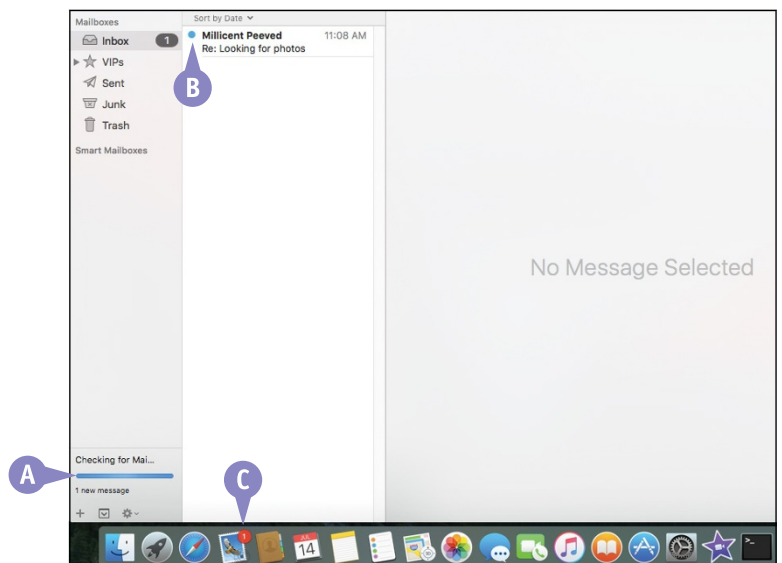 Mailboxes
Inbox 1
VIPs
Sent
Junk
Trash
Smart Mailboxes
Sort by Date
Millicent Peeved 11:08 AM
Re: Looking for photos
B
No Message Selected
Checking for Mai...
A
1 new message
C
1
JUL
14
>_